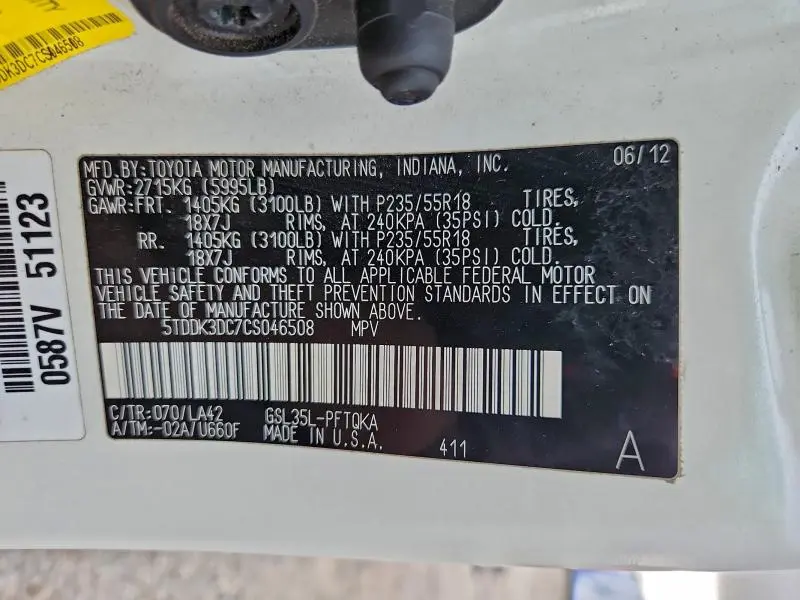 DDK3DC7CS046508
0587V 51123
MFD. BY: TOYOTA MOTOR MANUFACTURING, INDIANA, INC. 06/12
GVWR: 2715KG (5995LB)
GAWR: FRT. 1405KG (3100LB) WITH P235/55R18 TIRES,
18X7J RIMS, AT 240KPA (35PSI) COLD.
RR. 1405KG (3100LB) WITH P235/55R18 TIRES,
18X7J RIMS, AT 240KPA (35PSI) COLD.
THIS VEHICLE CONFORMS TO ALL APPLICABLE FEDERAL MOTOR
VEHICLE SAFETY AND THEFT PREVENTION STANDARDS IN EFFECT ON
THE DATE OF MANUFACTURE SHOWN ABOVE.
5TDDK3DC7CS046508 MPV
C/TR: 070/LA42 GSL35L-PFTQKA
A/TM: -02A/U660F MADE IN U.S.A.
411 A